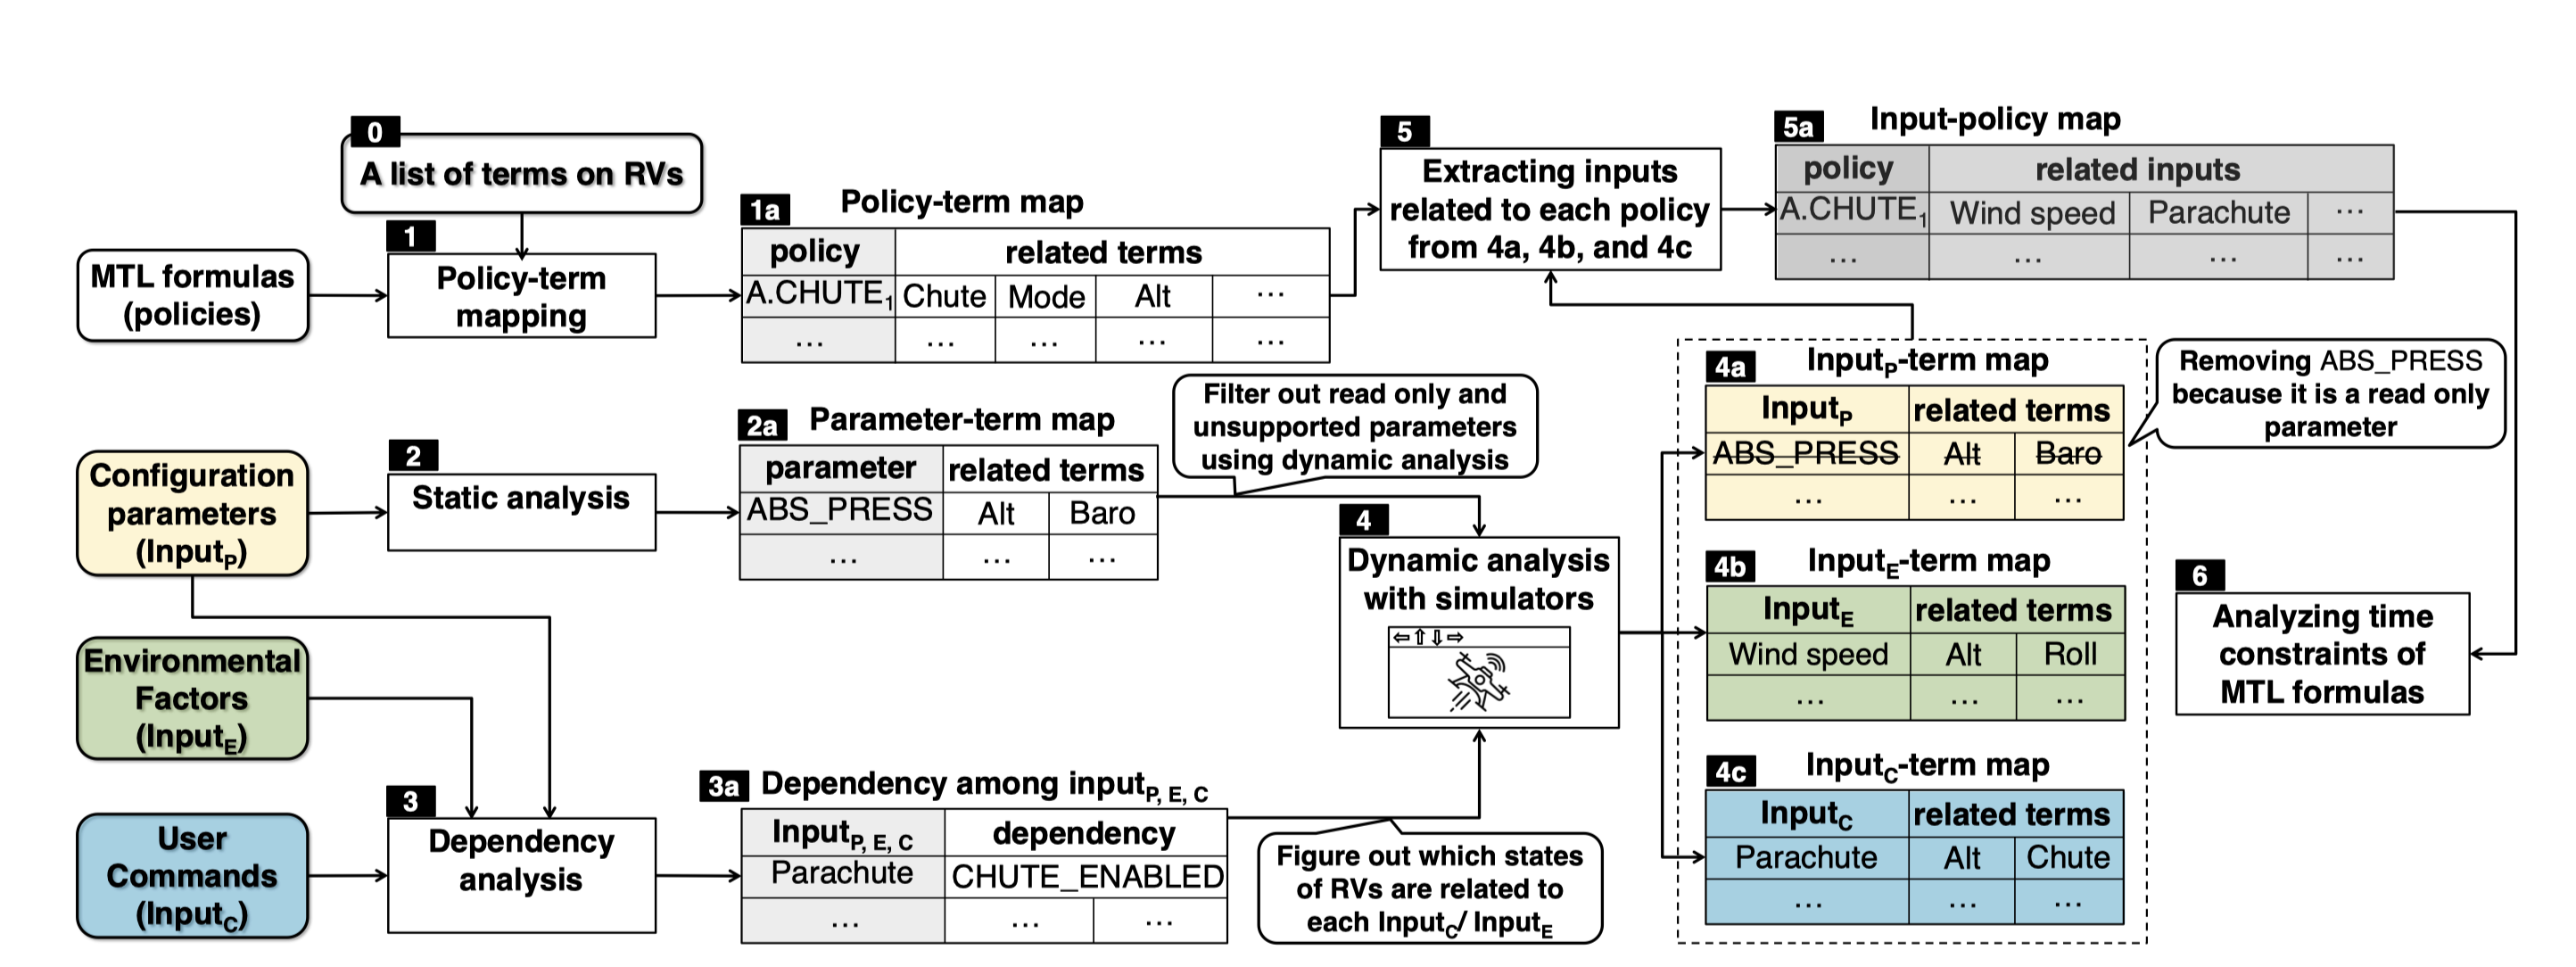 0
A list of terms on RVs
MTL formulas
(policies)
1
Policy-term
mapping
1a
Policy-term map
policy related terms
A.CHUTE1 Chute Mode Alt ...
... ... ... ... ...
5
Extracting inputs
related to each policy
from 4a, 4b, and 4c
5a
Input-policy map
policy related inputs
A.CHUTE1 Wind speed Parachute ...
... ... ... ...
Configuration
parameters
(InputP)
2
Static analysis
2a
Parameter-term map
parameter related terms
ABS_PRESS Alt Baro
... ... ...
Filter out read only and
unsupported parameters
using dynamic analysis
Environmental
Factors
(InputE)
User
Commands
(InputC)
3
Dependency
analysis
3a
Dependency among inputP, E, C
InputP, E, C dependency
Parachute CHUTE_ENABLED
... ... ...
Figure out which states
of RVs are related to
each InputC/ InputE
4
Dynamic analysis
with simulators
4a
InputP-term map
InputP related terms
ABS_PRESS Alt Baro
... ... ...
Removing ABS_PRESS
because it is a read only
parameter
4b
InputE-term map
InputE related terms
Wind speed Alt Roll
... ... ...
4c
InputC-term map
InputC related terms
Parachute Alt Chute
... ... ...
6
Analyzing time
constraints of
MTL formulas